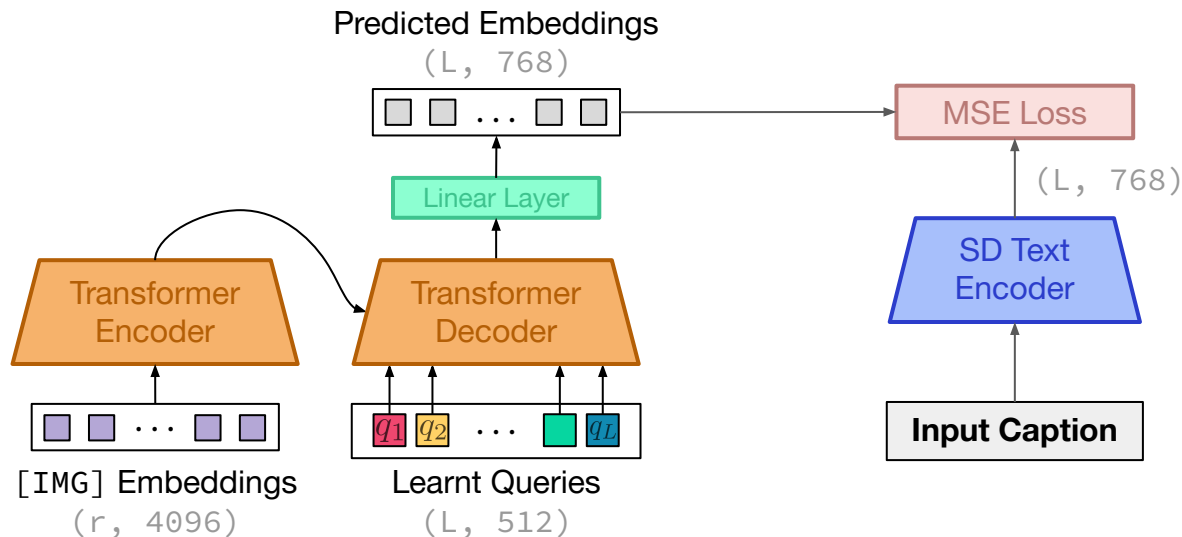 Predicted Embeddings
(L, 768)
...
MSE Loss
Linear Layer
(L, 768)
Transformer
Encoder
Transformer
Decoder
SD Text
Encoder
...
q1 q2 ... qL
Input Caption
[IMG] Embeddings
(r, 4096)
Learnt Queries
(L, 512)